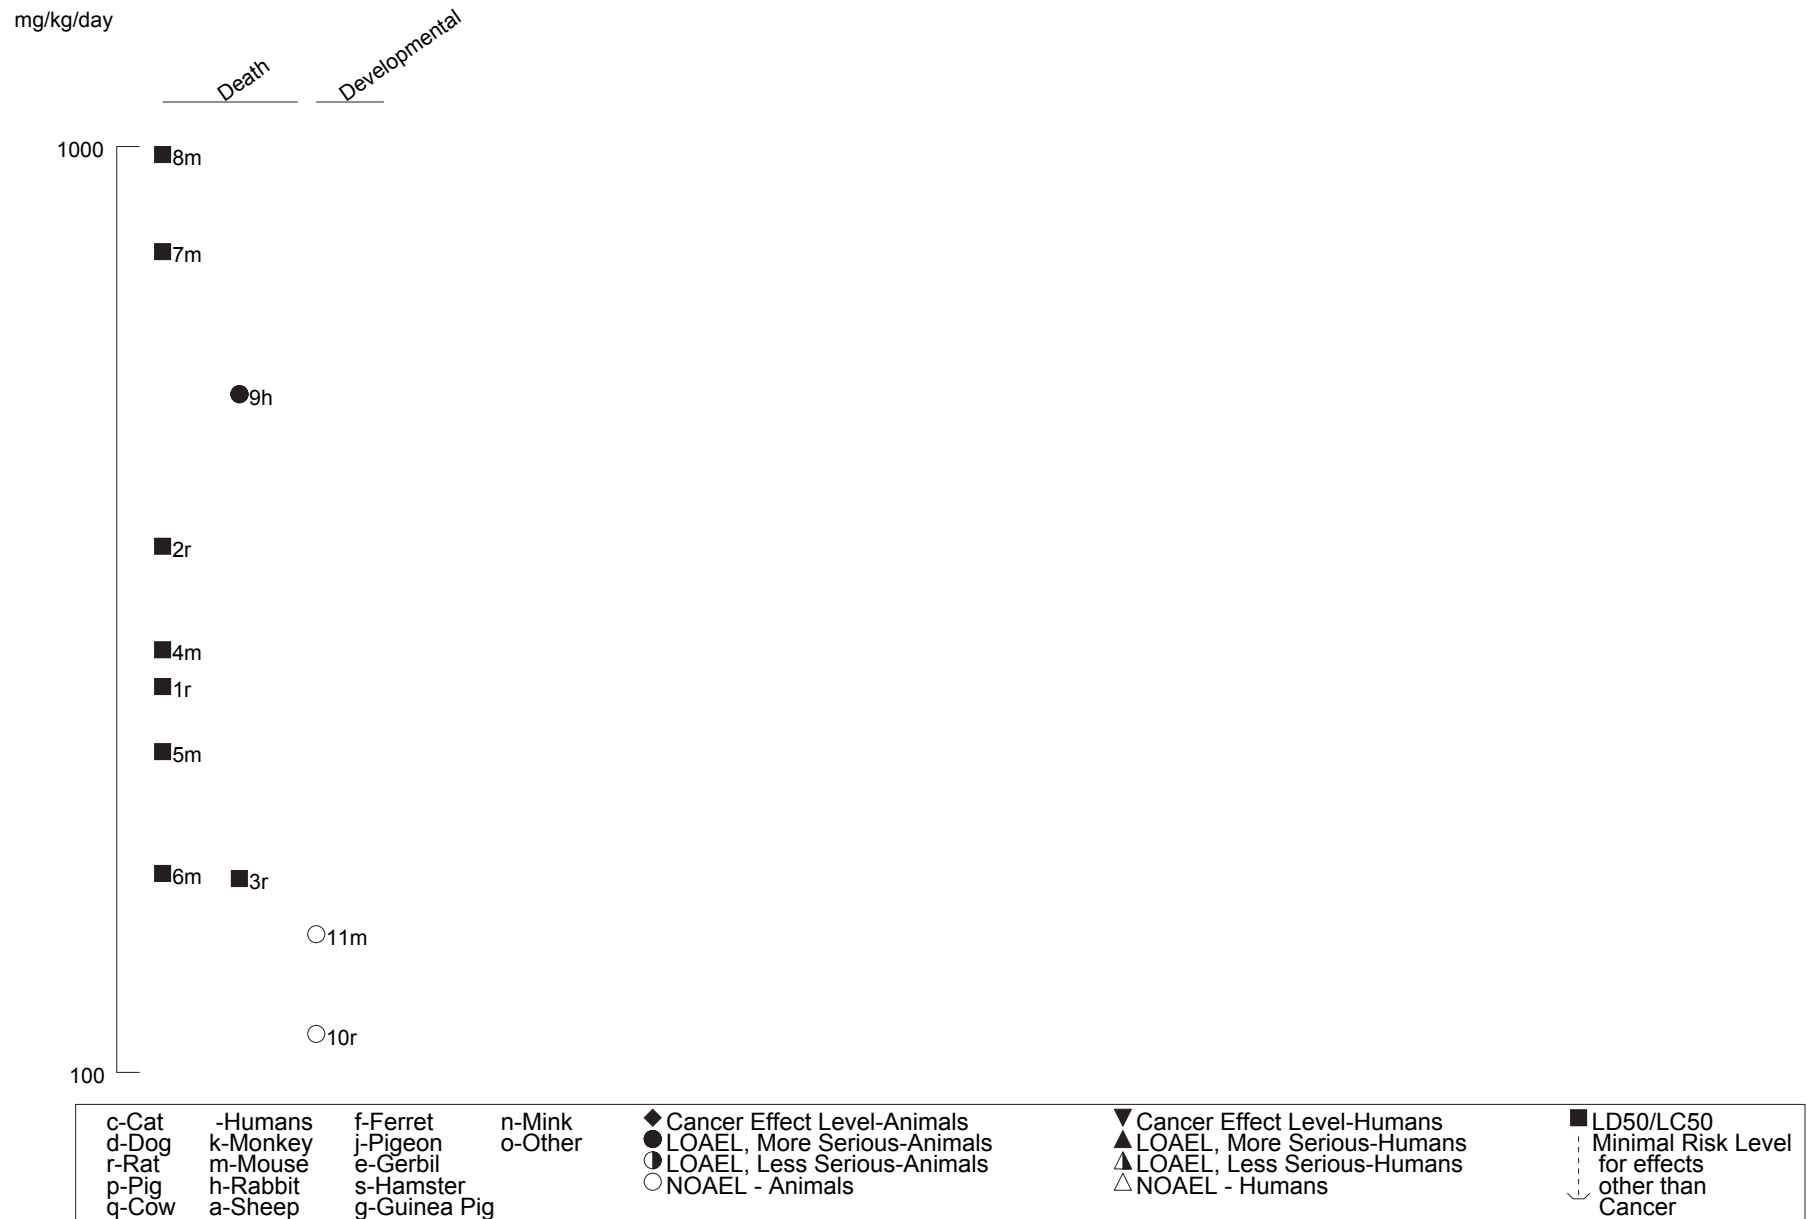 mg/kg/day
Death
Developmental
1000
8m
7m
9h
2r
4m
1r
5m
6m
3r
11m
10r
100
c-Cat -Humans f-Ferret n-Mink Cancer Effect Level-Animals Cancer Effect Level-Humans LD50/LC50
d-Dog k-Monkey j-Pigeon o-Other LOAEL, More Serious-Animals LOAEL, More Serious-Humans Minimal Risk Level
r-Rat m-Mouse e-Gerbil LOAEL, Less Serious-Animals LOAEL, Less Serious-Humans for effects
p-Pig h-Rabbit s-Hamster NOAEL - Animals NOAEL - Humans other than
q-Cow a-Sheep g-Guinea Pig Cancer